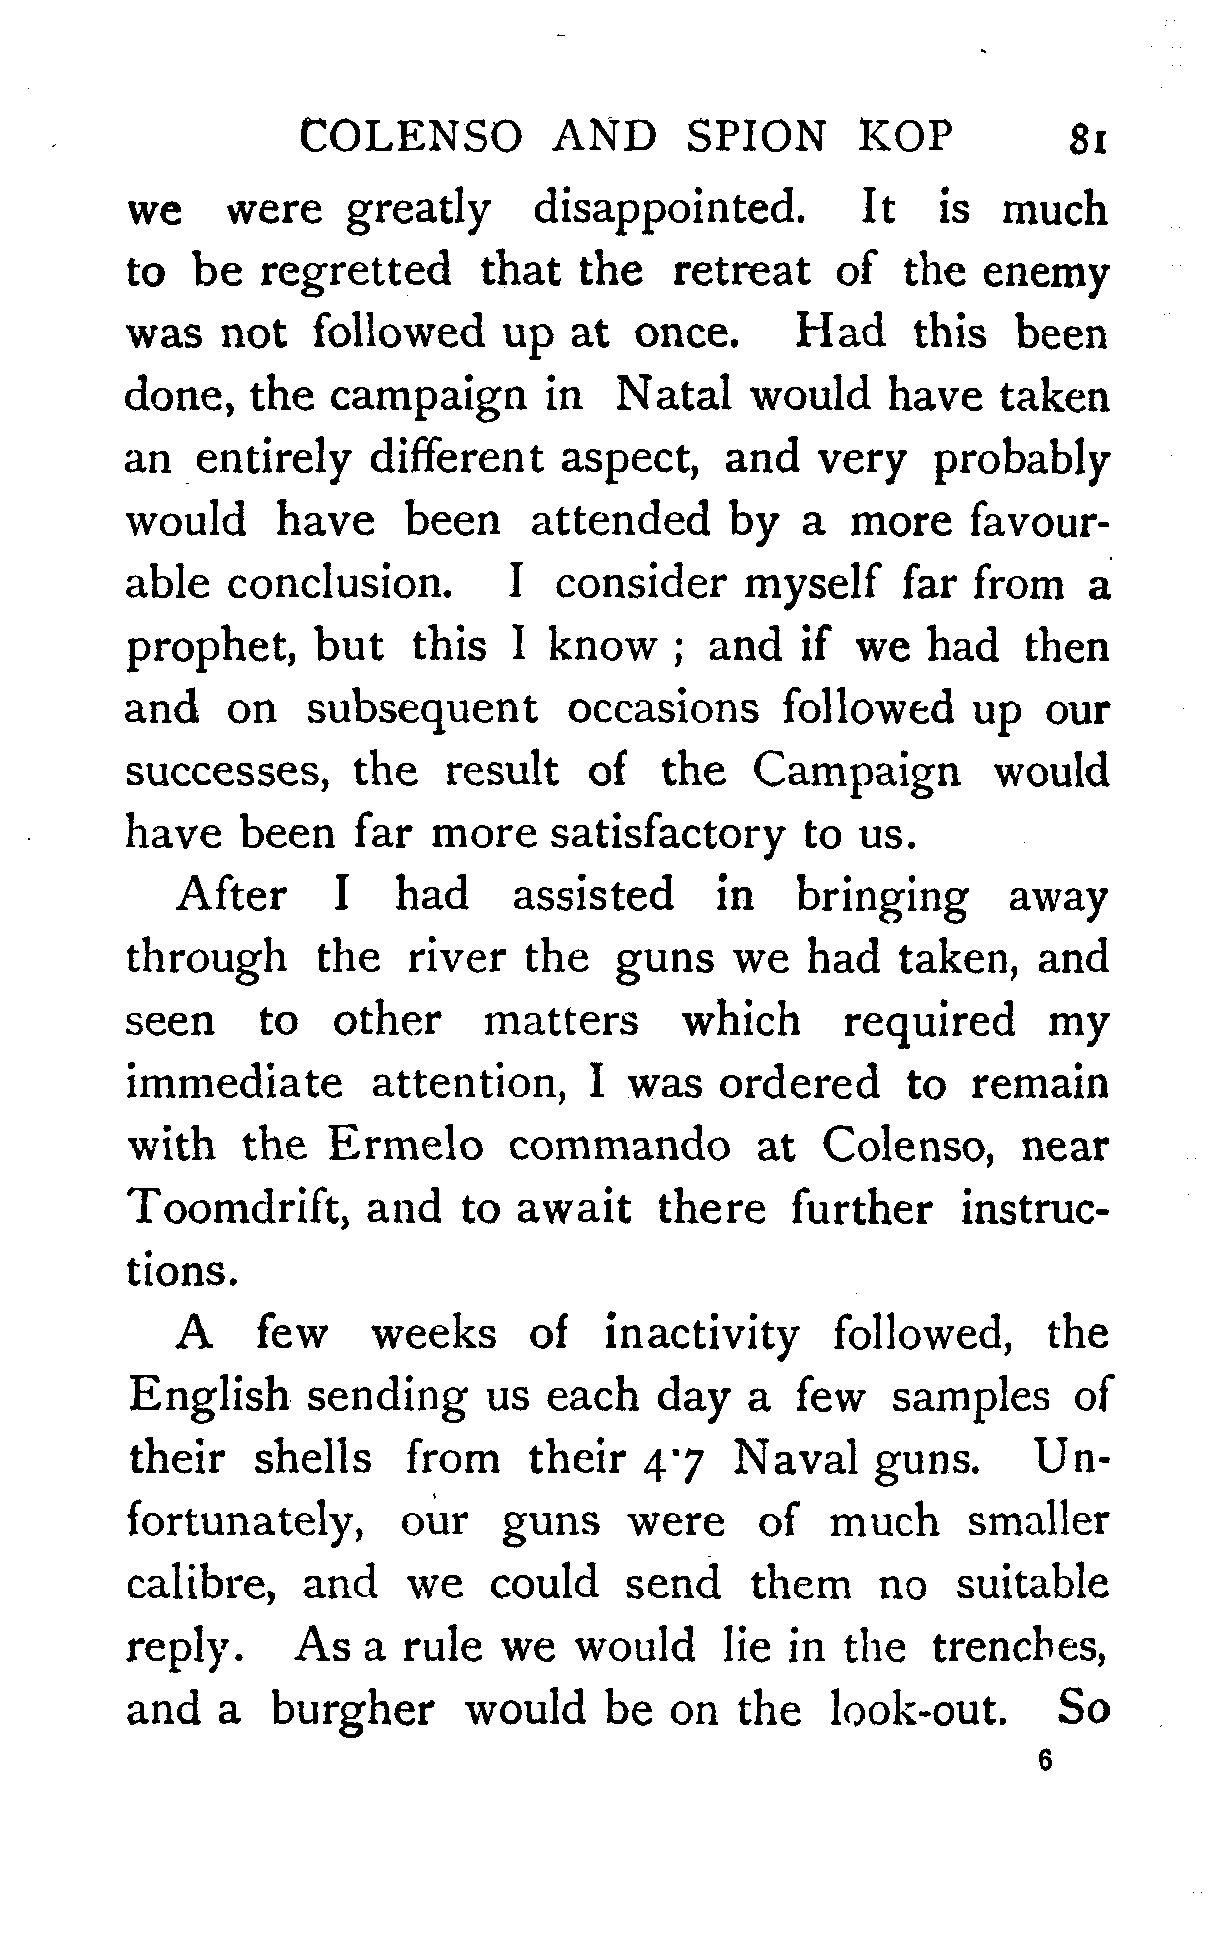 COLENSO AND SPION KOP 81
we were greatly disappointed. It is much
to be regretted that the retreat of the enemy
was not followed up at once. Had this been
done, the campaign in Natal would have taken
an entirely different aspect, and very probably
would have been attended by a more favour-
able conclusion. I consider myself far from a
prophet, but this I know ; and if we had then
and on subsequent occasions followed up our
successes, the result of the Campaign would
have been far more satisfactory to us.
After I had assisted in bringing away
through the river the guns we had taken, and
seen to other matters which required my
immediate attention, I was ordered to remain
with the Ermelo commando at Colenso, near
Toomdrift, and to await there further instruc-
tions.
A few weeks of inactivity followed, the
English sending us each day a few samples of
their shells from their 4·7 Naval guns. Un-
fortunately, our guns were of much smaller
calibre, and we could send them no suitable
reply. As a rule we would lie in the trenches,
and a burgher would be on the look-out. So
6